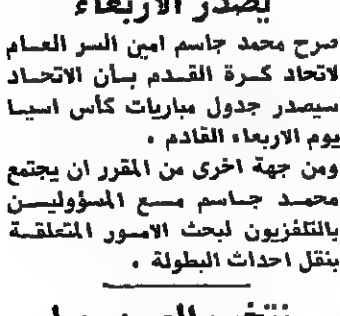 يصدر الاربعاء
صرح محمد جاسم امين السر العام
لاتحاد كرة القدم بأن الاتحاد
سيصدر جدول مباريات كأس اسيا
يوم الاربعاء القادم .
ومن جهة اخرى من المقرر ان يجتمع
محمد جاسم مع المسؤولين
بالتلفزيون لبحث الامور المتعلقة
بنقل احداث البطولة .